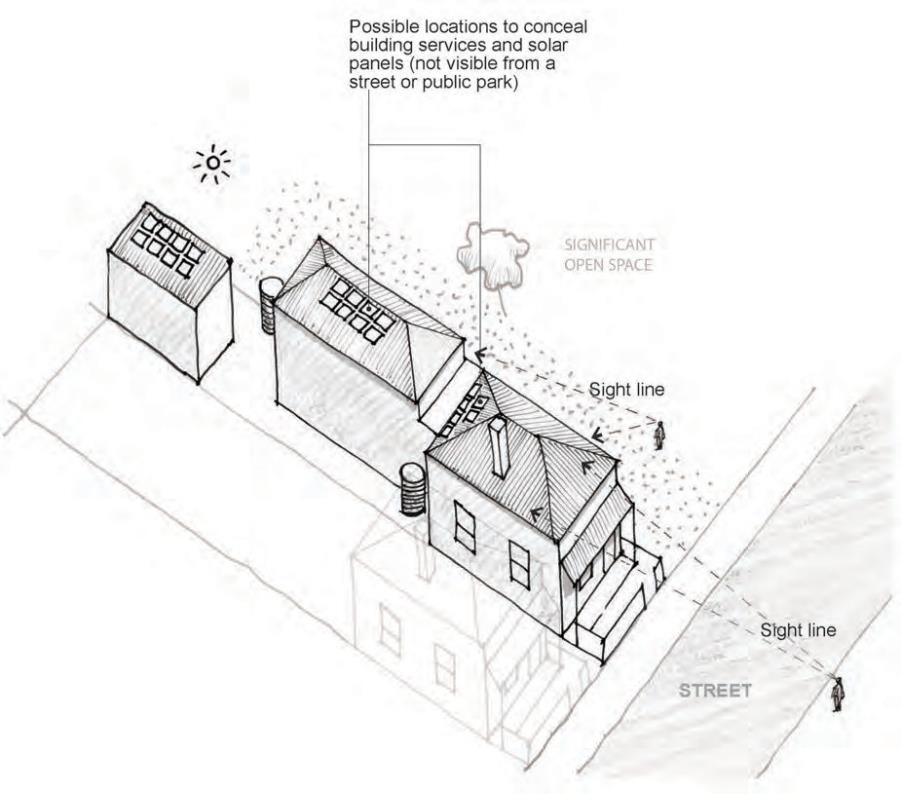 Possible locations to conceal
building services and solar
panels (not visible from a
street or public park)
SIGNIFICANT
OPEN SPACE
Sight line
Sight line
STREET